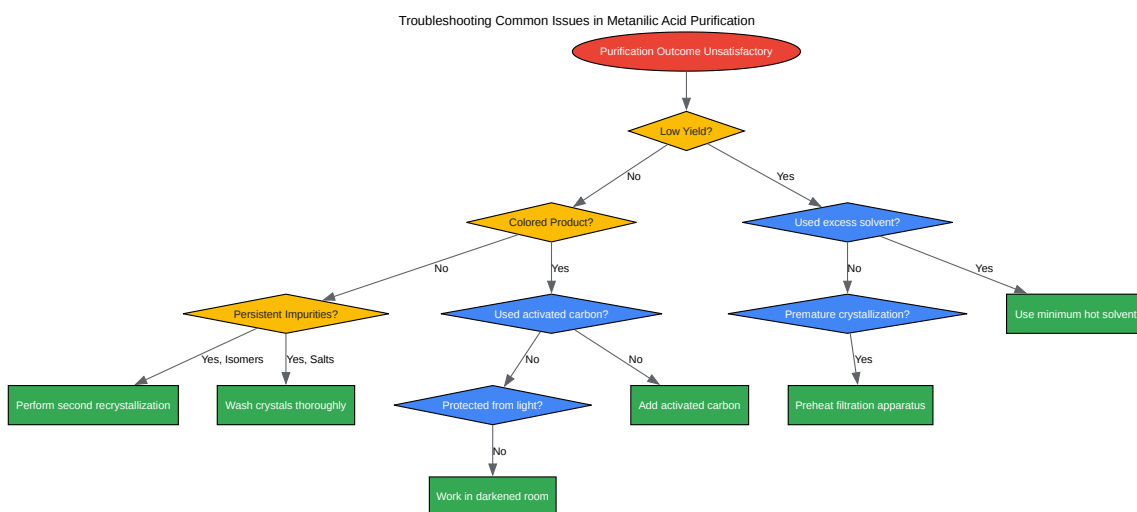 Troubleshooting Common Issues in Metanilic Acid Purification
Purification Outcome Unsatisfactory
Low Yield?
No
Yes
Colored Product?
Used excess solvent?
No
Yes
No
Yes
Persistent Impurities?
Used activated carbon?
Premature crystallization?
Use minimum hot solvent
Yes, Isomers
Yes, Salts
No
No
Yes
Perform second recrystallization
Wash crystals thoroughly
Protected from light?
Add activated carbon
Preheat filtration apparatus
No
Work in darkened room